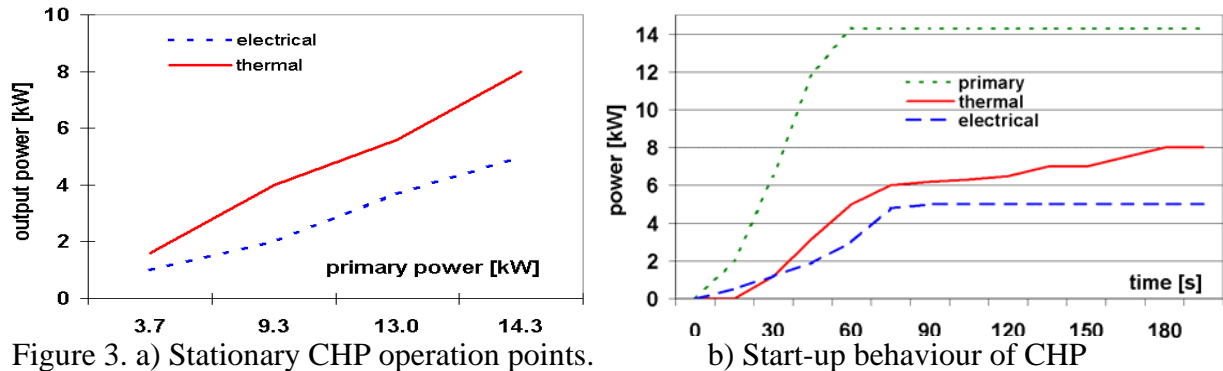 10
8
6
4
2
0
output power [kW]
electrical
thermal
primary power [kW]
3.7 9.3 13.0 14.3
14
12
10
8
6
4
2
0
power [kW]
primary
thermal
electrical
time [s]
0 30 60 90 120 150 180
Figure 3. a) Stationary CHP operation points. b) Start-up behaviour of CHP